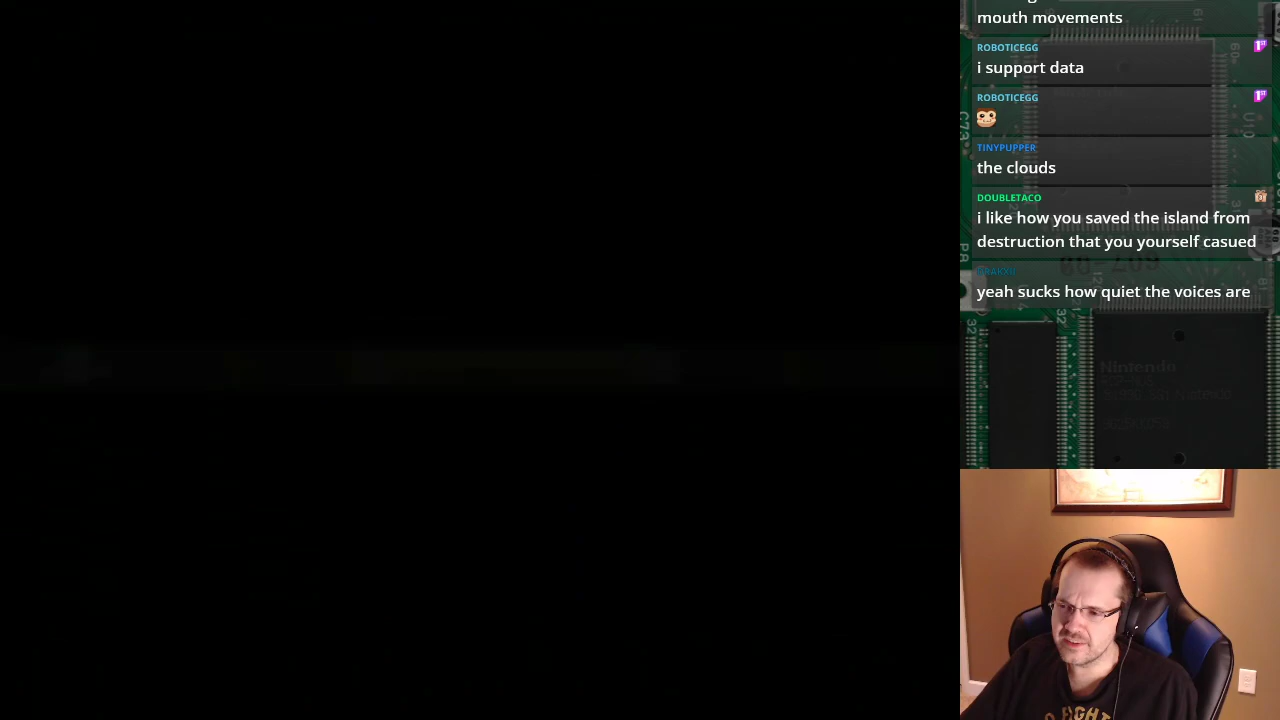 mouth movements
ROBOTICEGG
i support data
ROBOTICEGG
TINYPUPPER
the clouds
DOUBLETACO
i like how you saved the island from
destruction that you yourself casued
yeah sucks how quiet the voices are
Nintendo